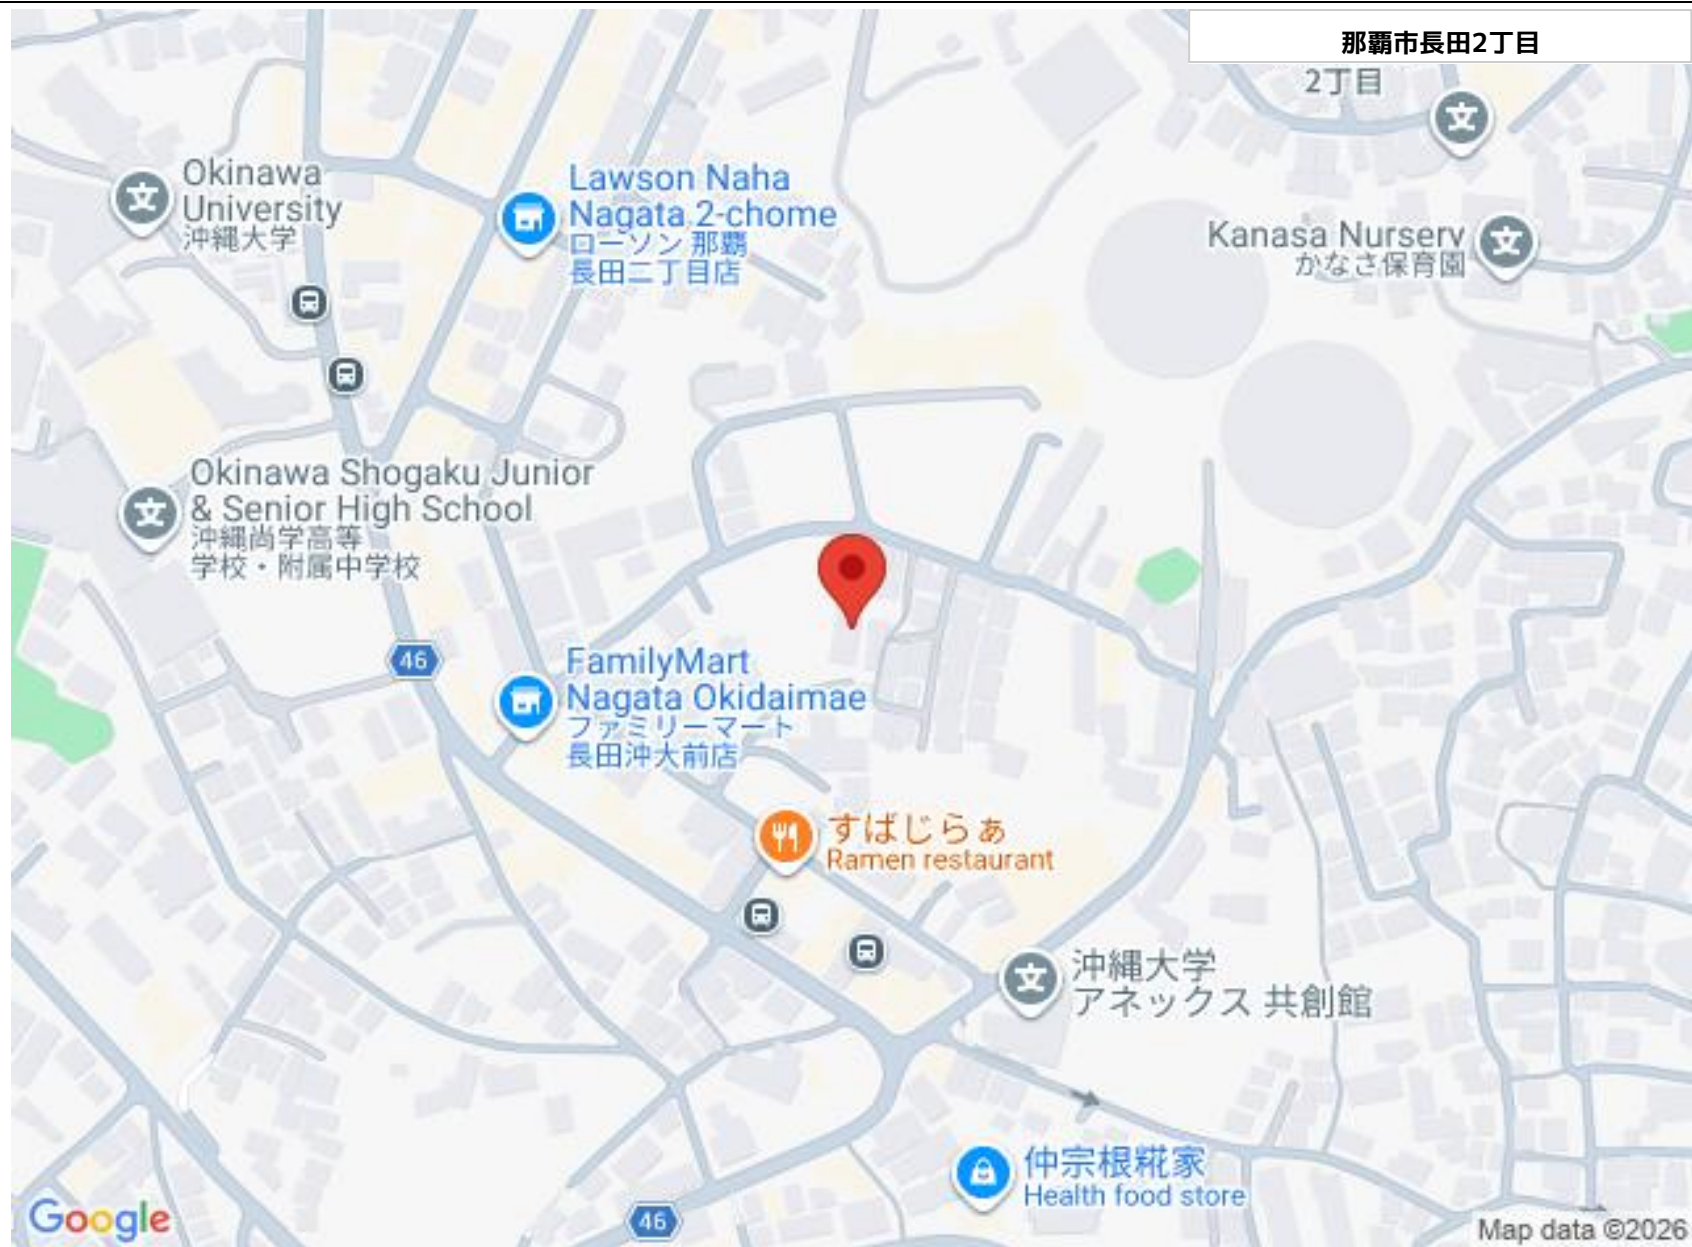 那覇市長田2丁目
2丁目
Okinawa
University
沖縄大学
Lawson Naha
Nagata 2-chome
ローソン 那覇
長田二丁目店
Kanasa Nursery
かなさ保育園
Okinawa Shogaku Junior
& Senior High School
沖縄尚学高等
学校・附属中学校
46
FamilyMart
Nagata Okidaimae
ファミリーマート
長田沖大前店
すばじらぁ
Ramen restaurant
沖縄大学
アネックス 共創館
仲宗根糀家
Health food store
46
Google
Map data ©2026